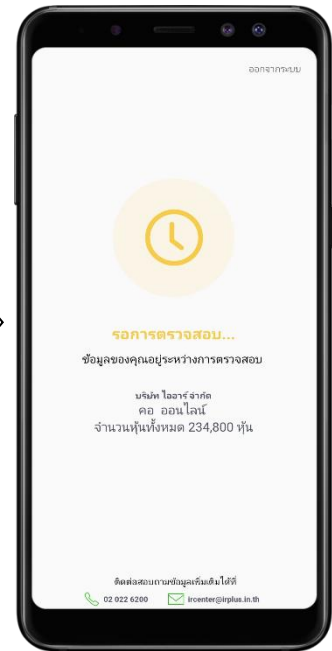 ออกจากระบบ
รอการตรวจสอบ...
ข้อมูลของคุณอยู่ระหว่างการตรวจสอบ
บริษัท ไออาร์ จำกัด
คอ ออนไลน์
จำนวนหุ้นทั้งหมด 234,800 หุ้น
ติดต่อสอบถามข้อมูลเพิ่มเติมได้ที่
02 022 6200 ircenter@irplus.in.th